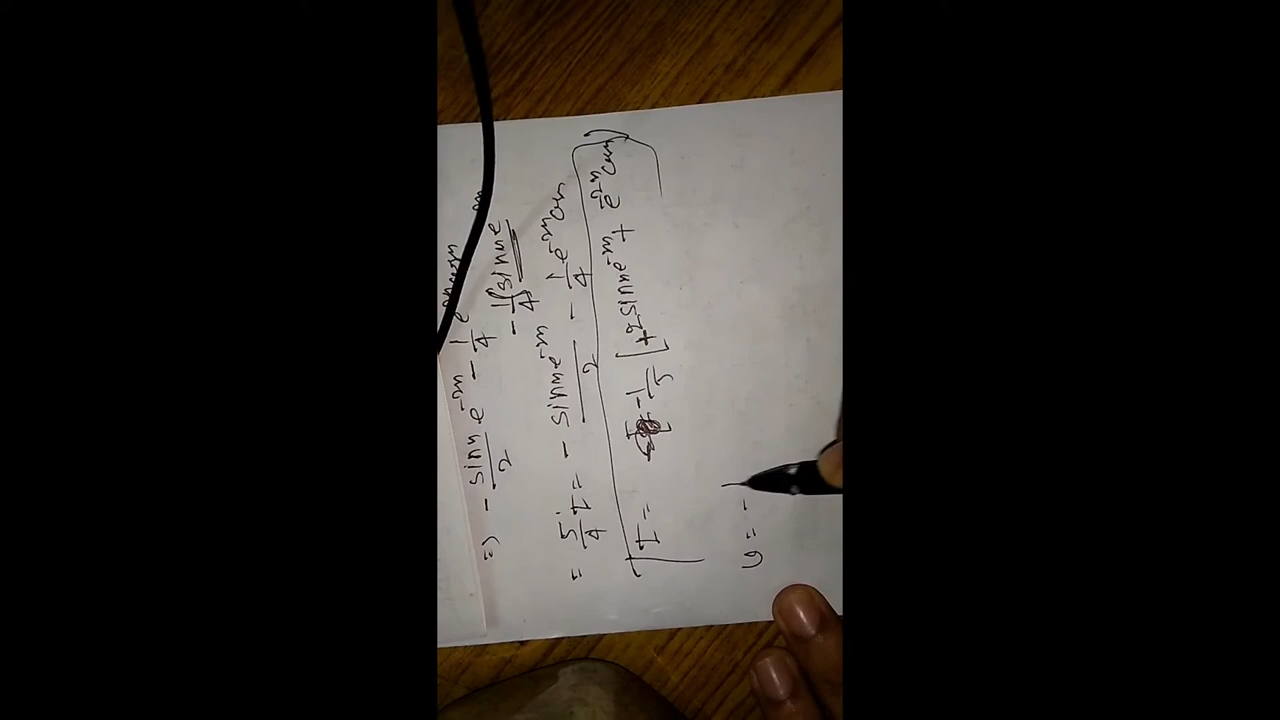 ⇒ - sinx e^-2x / 2 - 1/4 e cosx
- 1/4 ∫ sinx e
= 5/4 I = - sinx e^-2x / 2 - 1/4 e^-2x cosx
I = -1/5 [+2 sinx e^-2x + e^-2x cosx]
y = -